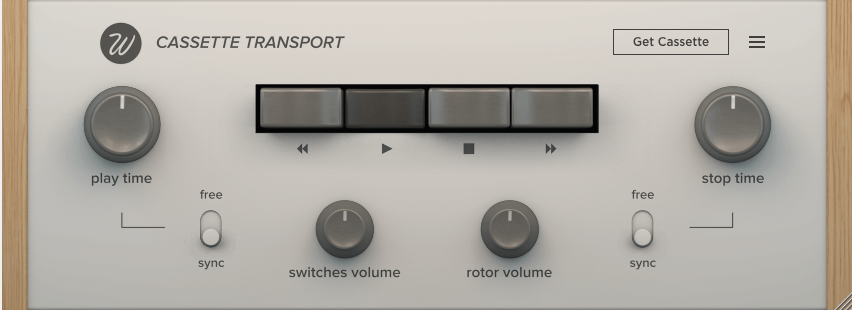 W CASSETTE TRANSPORT
Get Cassette
play time
stop time
free
free
sync
sync
switches volume
rotor volume